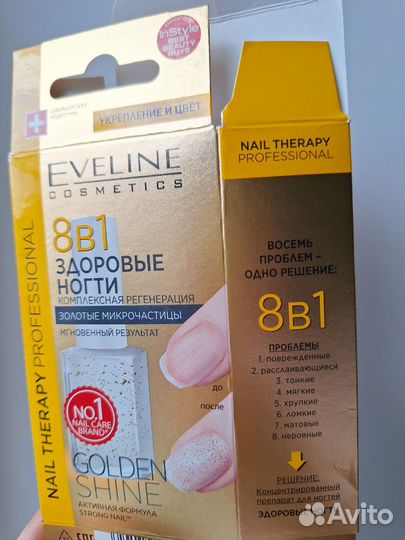 InStyle
BEST
BEAUTY
BUYS
ШВЕЙЦАРСКАЯ
РЕЦЕПТУРА
УКРЕПЛЕНИЕ И ЦВЕТ
EVELINE
COSMETICS
8В1
ЗДОРОВЫЕ
НОГТИ
КОМПЛЕКСНАЯ РЕГЕНЕРАЦИЯ
ЗОЛОТЫЕ МИКРОЧАСТИЦЫ
МГНОВЕННЫЙ РЕЗУЛЬТАТ
до
после
NO.1
NAIL CARE
BRAND
GOLDEN
SHINE
АКТИВНАЯ ФОРМУЛА
STRONG NAIL™
NAIL THERAPY PROFESSIONAL
NAIL THERAPY
PROFESSIONAL
ВОСЕМЬ
ПРОБЛЕМ –
ОДНО РЕШЕНИЕ:
8В1
ПРОБЛЕМЫ
1. поврежденные
2. расслаивающиеся
3. тонкие
4. мягкие
5. хрупкие
6. ломкие
7. матовые
8. неровные
РЕШЕНИЕ:
Концентрированный
препарат для ногтей
ЗДОРОВЫЕ НОГТИ
Avito